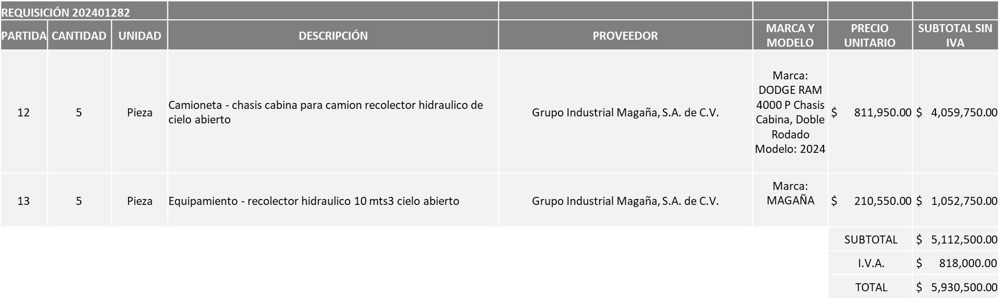 REQUISICIÓN 202401282
PARTIDA CANTIDAD UNIDAD DESCRIPCIÓN PROVEEDOR MARCA Y MODELO PRECIO UNITARIO SUBTOTAL SIN IVA
12 5 Pieza Camioneta - chasis cabina para camion recolector hidraulico de
cielo abierto
Grupo Industrial Magaña, S.A. de C.V.
Marca:
DODGE RAM
4000 P Chasis
Cabina, Doble
Rodado
Modelo: 2024
$ 811,950.00 $ 4,059,750.00
13 5 Pieza Equipamiento - recolector hidraulico 10 mts3 cielo abierto Grupo Industrial Magaña, S.A. de C.V.
Marca:
MAGAÑA
$ 210,550.00 $ 1,052,750.00
SUBTOTAL $ 5,112,500.00
I.V.A. $ 818,000.00
TOTAL $ 5,930,500.00